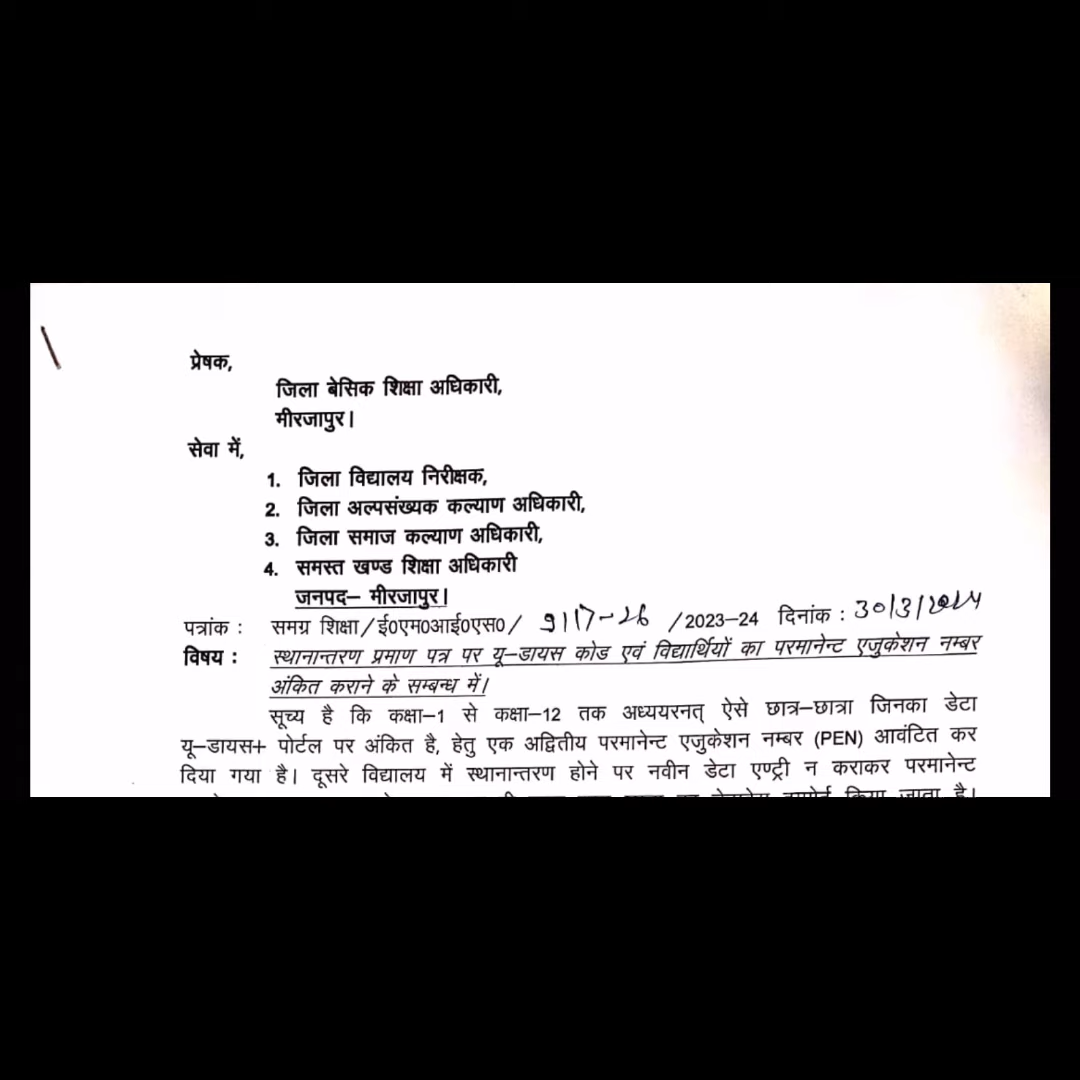 प्रेषक,
जिला बेसिक शिक्षा अधिकारी,
मीरजापुर।
सेवा में,
1. जिला विद्यालय निरीक्षक,
2. जिला अल्पसंख्यक कल्याण अधिकारी,
3. जिला समाज कल्याण अधिकारी,
4. समस्त खण्ड शिक्षा अधिकारी
जनपद– मीरजापुर।
पत्रांक : समग्र शिक्षा/ई0एम0आई0एस0/ 9117-26 /2023–24 दिनांक : 30/3/2024
विषय : स्थानान्तरण प्रमाण पत्र पर यू–डायस कोड एवं विद्यार्थियों का परमानेन्ट एजुकेशन नम्बर
अंकित कराने के सम्बन्ध में।
सूच्य है कि कक्षा–1 से कक्षा–12 तक अध्ययरनत् ऐसे छात्र–छात्रा जिनका डेटा
यू–डायस+ पोर्टल पर अंकित है, हेतु एक अद्वितीय परमानेन्ट एजुकेशन नम्बर (PEN) आवंटित कर
दिया गया है। दूसरे विद्यालय में स्थानान्तरण होने पर नवीन डेटा एण्ट्री न कराकर परमानेन्ट
किया जाता है।